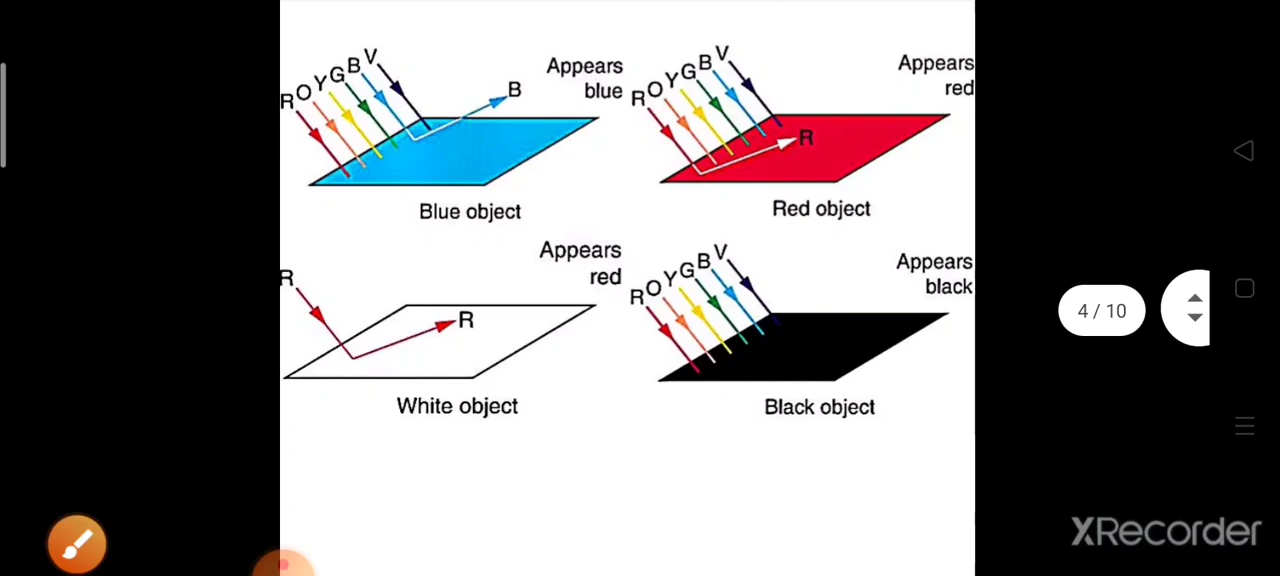 R O Y G B V
B
Appears
blue
Blue object
R O Y G B V
R
Appears
red
Red object
R
R
Appears
red
White object
R O Y G B V
Appears
black
Black object
4 / 10
XRecorder